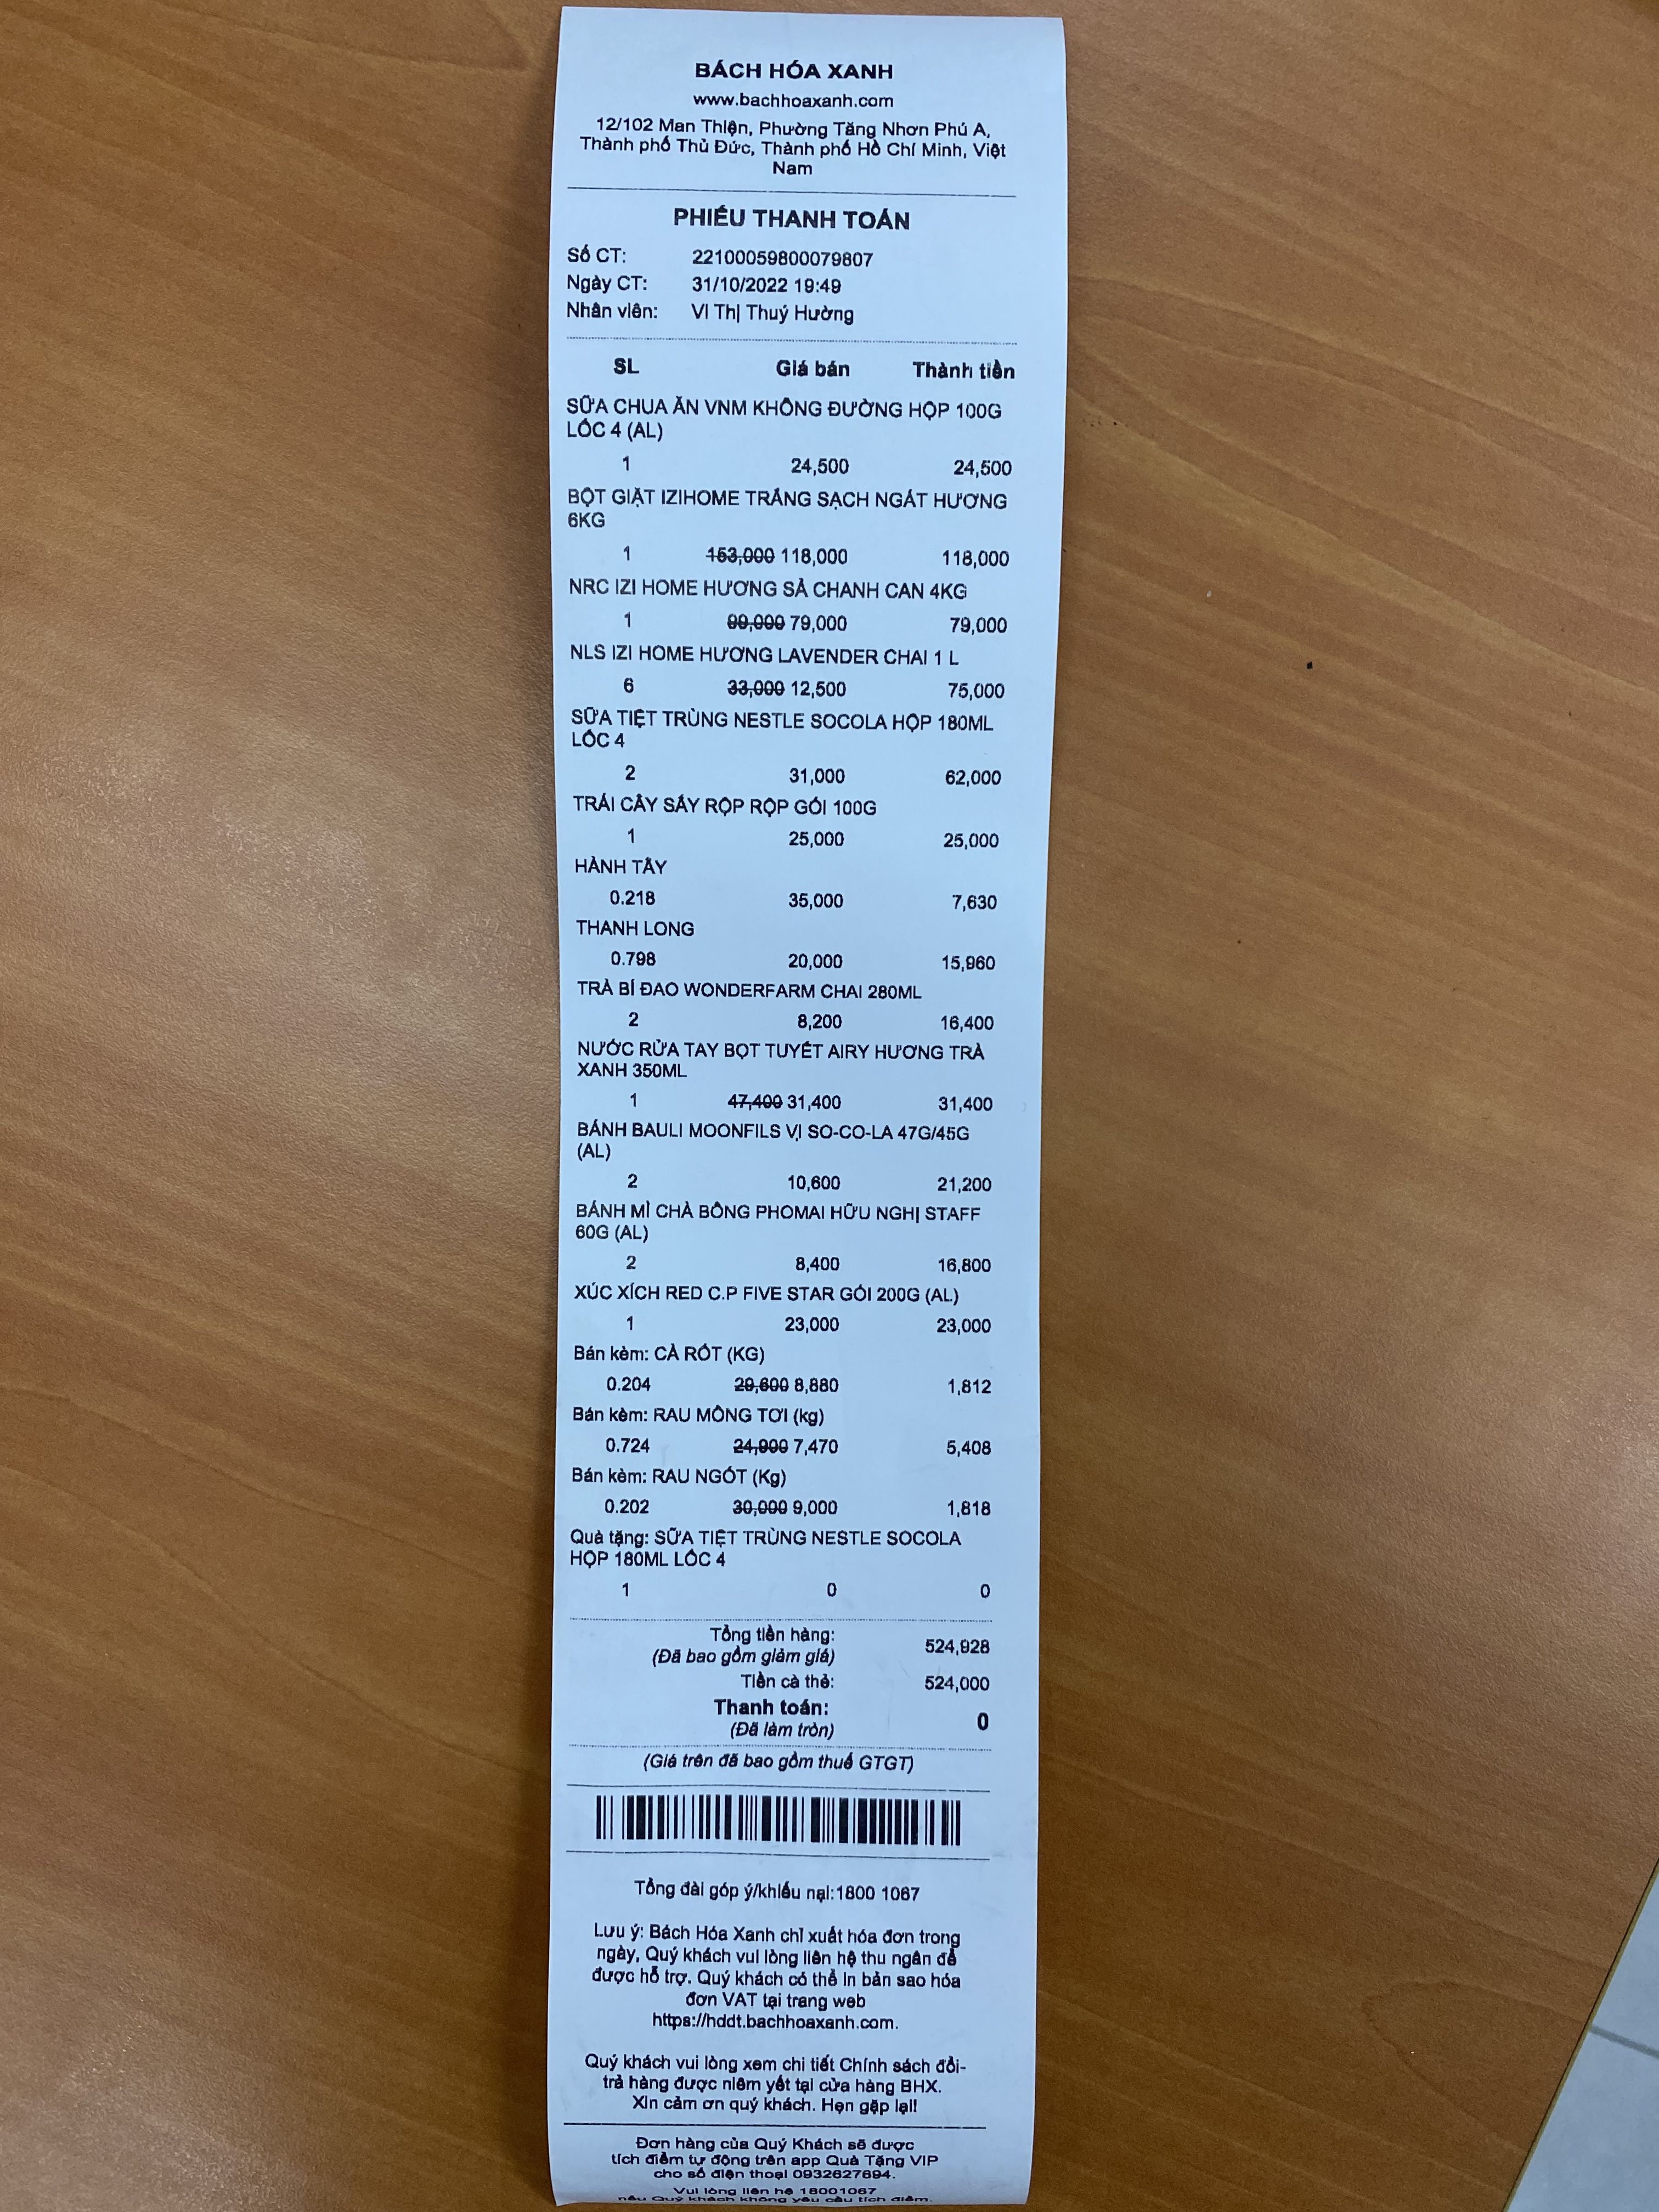 BÁCH HÓA XANH
www.bachhoaxanh.com
12/102 Man Thiện, Phường Tăng Nhơn Phú A,
Thành phố Thủ Đức, Thành phố Hồ Chí Minh, Việt
Nam
PHIẾU THANH TOÁN
Số CT: 22100059800079807
Ngày CT: 31/10/2022 19:49
Nhân viên: Vi Thị Thuý Hường
SL Giá bán Thành tiền
SỮA CHUA ĂN VNM KHÔNG ĐƯỜNG HỘP 100G
LỐC 4 (AL)
1 24,500 24,500
BỘT GIẶT IZIHOME TRẮNG SẠCH NGÁT HƯƠNG
6KG
1 153,000 118,000 118,000
NRC IZI HOME HƯƠNG SẢ CHANH CAN 4KG
1 99,000 79,000 79,000
NLS IZI HOME HƯƠNG LAVENDER CHAI 1 L
6 33,000 12,500 75,000
SỮA TIỆT TRÙNG NESTLE SOCOLA HỘP 180ML
LỐC 4
2 31,000 62,000
TRÁI CÂY SẤY RỘP RỘP GÓI 100G
1 25,000 25,000
HÀNH TÂY
0.218 35,000 7,630
THANH LONG
0.798 20,000 15,960
TRÀ BÍ ĐAO WONDERFARM CHAI 280ML
2 8,200 16,400
NƯỚC RỬA TAY BỌT TUYẾT AIRY HƯƠNG TRÀ
XANH 350ML
1 47,400 31,400 31,400
BÁNH BAULI MOONFILS VỊ SO-CO-LA 47G/45G
(AL)
2 10,600 21,200
BÁNH MÌ CHÀ BÔNG PHOMAI HỮU NGHỊ STAFF
60G (AL)
2 8,400 16,800
XÚC XÍCH RED C.P FIVE STAR GÓI 200G (AL)
1 23,000 23,000
Bán kèm: CÀ RỐT (KG)
0.204 29,600 8,880 1,812
Bán kèm: RAU MỒNG TƠI (kg)
0.724 24,900 7,470 5,408
Bán kèm: RAU NGÓT (Kg)
0.202 30,000 9,000 1,818
Quà tặng: SỮA TIỆT TRÙNG NESTLE SOCOLA
HỘP 180ML LỐC 4
1 0 0
Tổng tiền hàng: 524,928
(Đã bao gồm giảm giá)
Tiền cà thẻ: 524,000
Thanh toán: 0
(Đã làm tròn)
(Giá trên đã bao gồm thuế GTGT)
Tổng đài góp ý/khiếu nại:1800 1067
Lưu ý: Bách Hóa Xanh chỉ xuất hóa đơn trong
ngày, Quý khách vui lòng liên hệ thu ngân để
được hỗ trợ. Quý khách có thể in bản sao hóa
đơn VAT tại trang web
https://hddt.bachhoaxanh.com.
Quý khách vui lòng xem chi tiết Chính sách đổi-
trả hàng được niêm yết tại cửa hàng BHX.
Xin cảm ơn quý khách. Hẹn gặp lại!
Đơn hàng của Quý Khách sẽ được
tích điểm tự động trên app Quà Tặng VIP
cho số điện thoại 0932627694.
Vui lòng liên hệ 18001067
nếu Quý khách không yêu cầu tích điểm.